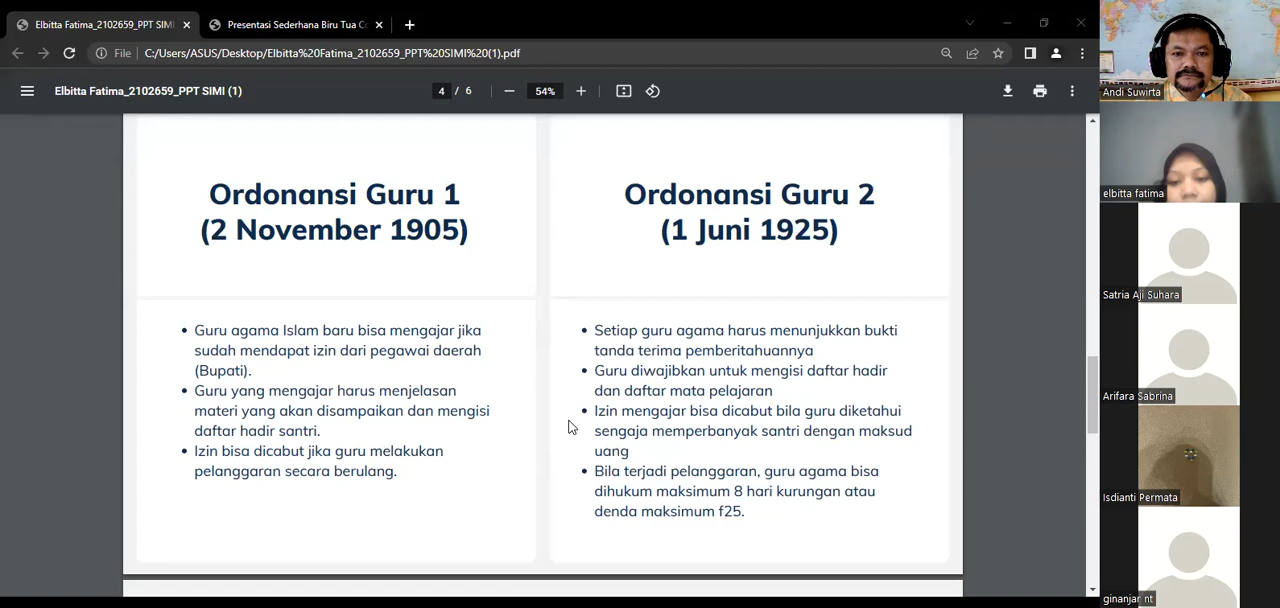 Elbitta Fatima_2102659_PPT SIMI
Presentasi Sederhana Biru Tua
File
C:/Users/ASUS/Desktop/Elbitta%20Fatima_2102659_PPT%20SIMI%20(1).pdf
Elbitta Fatima_2102659_PPT SIMI (1)
4 / 6
54%
Ordonansi Guru 1
(2 November 1905)
• Guru agama Islam baru bisa mengajar jika
sudah mendapat izin dari pegawai daerah
(Bupati).
• Guru yang mengajar harus menjelasan
materi yang akan disampaikan dan mengisi
daftar hadir santri.
• Izin bisa dicabut jika guru melakukan
pelanggaran secara berulang.
Ordonansi Guru 2
(1 Juni 1925)
• Setiap guru agama harus menunjukkan bukti
tanda terima pemberitahuannya
• Guru diwajibkan untuk mengisi daftar hadir
dan daftar mata pelajaran
• Izin mengajar bisa dicabut bila guru diketahui
sengaja memperbanyak santri dengan maksud
uang
• Bila terjadi pelanggaran, guru agama bisa
dihukum maksimum 8 hari kurungan atau
denda maksimum f25.
Andi Suwirta
elbitta fatima
Satria Aji Suhara
Arifara Sabrina
Isdianti Permata
ginanjar nt